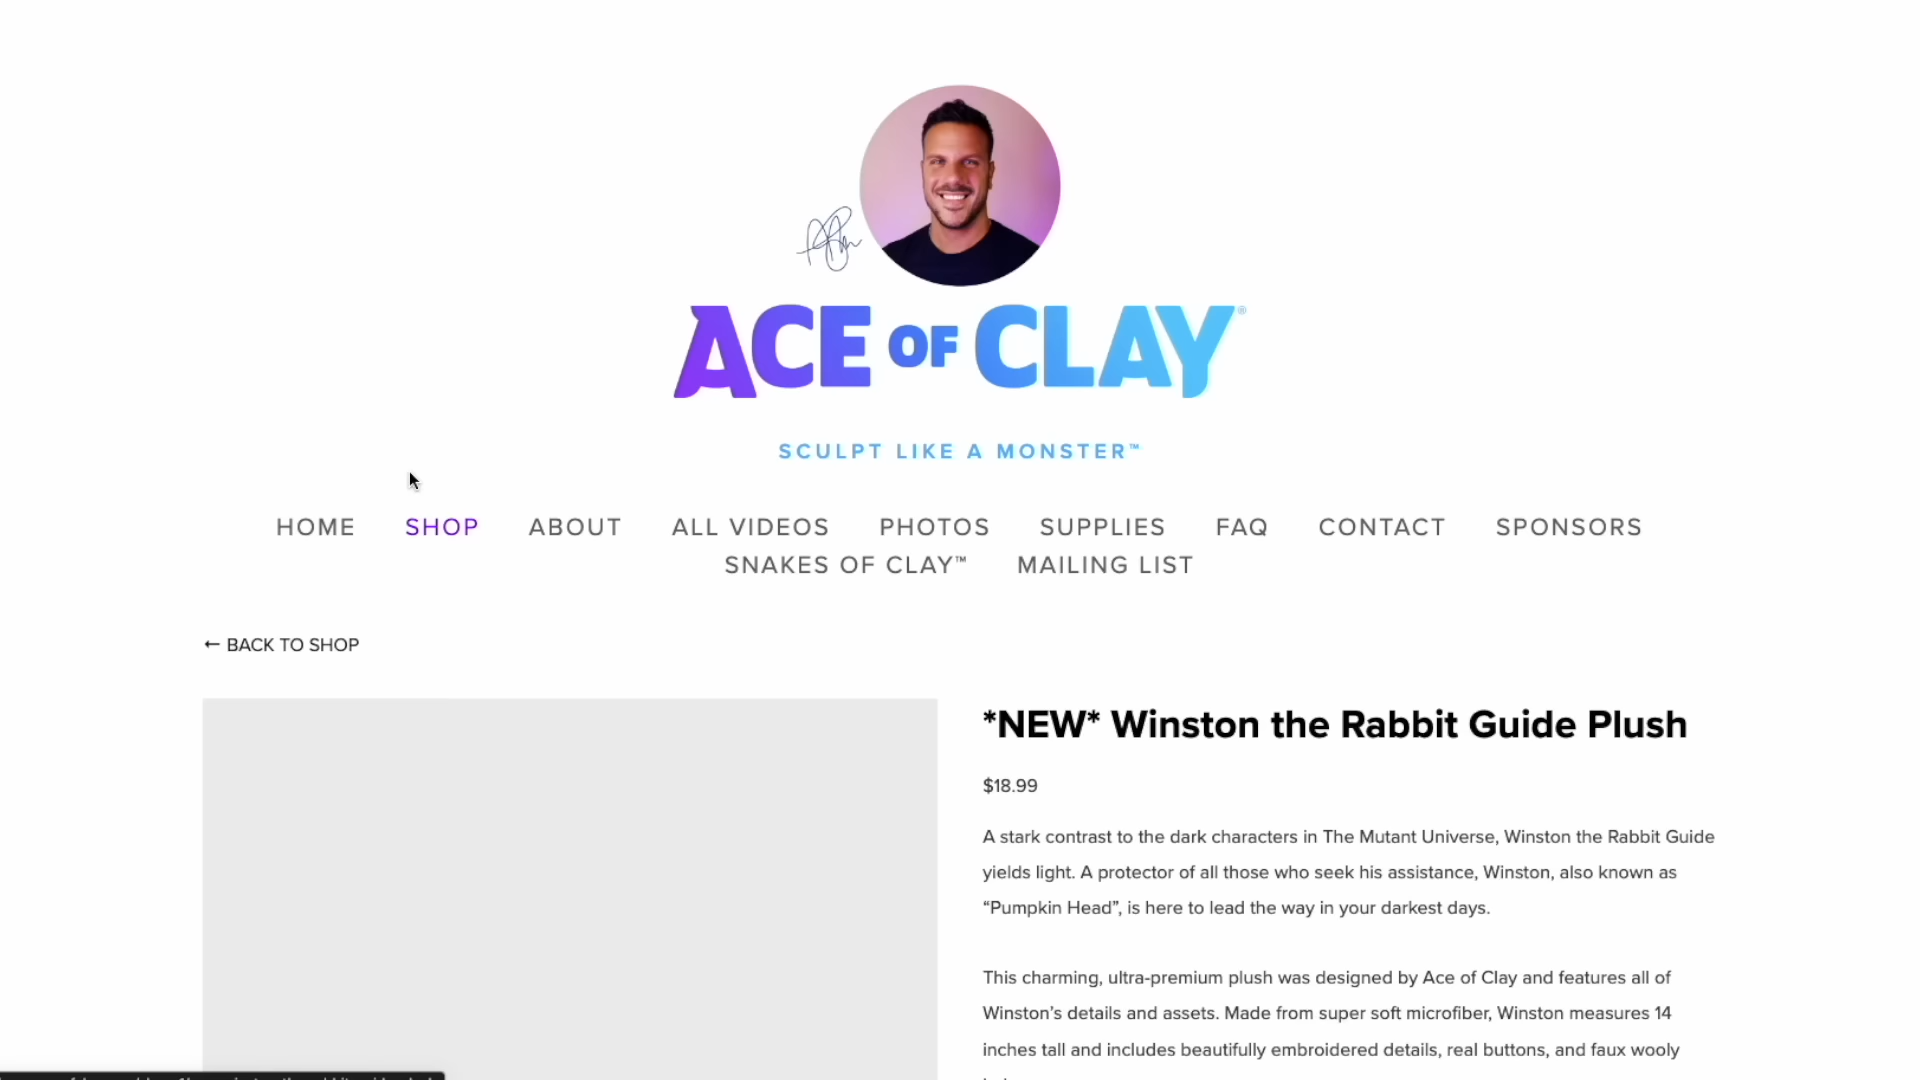 ACE OF CLAY®
SCULPT LIKE A MONSTER™
HOME SHOP ABOUT ALL VIDEOS PHOTOS SUPPLIES FAQ CONTACT SPONSORS
SNAKES OF CLAY™ MAILING LIST
← BACK TO SHOP
*NEW* Winston the Rabbit Guide Plush
$18.99
A stark contrast to the dark characters in The Mutant Universe, Winston the Rabbit Guide
yields light. A protector of all those who seek his assistance, Winston, also known as
“Pumpkin Head”, is here to lead the way in your darkest days.
This charming, ultra-premium plush was designed by Ace of Clay and features all of
Winston’s details and assets. Made from super soft microfiber, Winston measures 14
inches tall and includes beautifully embroidered details, real buttons, and faux wooly